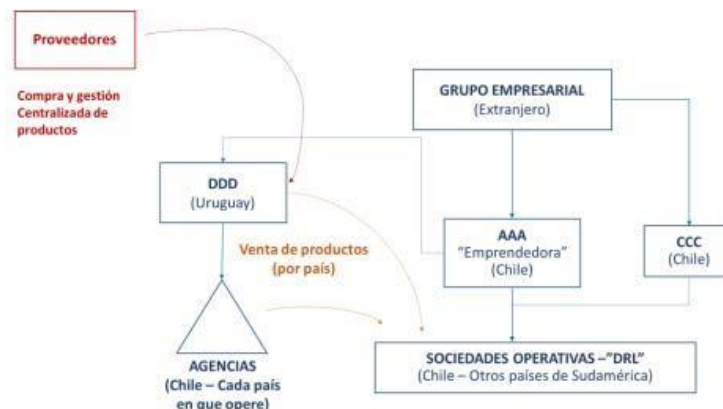 Proveedores
Compra y gestión
Centralizada de
productos
GRUPO EMPRESARIAL
(Extranjero)
DDD
(Uruguay)
AAA
"Emprendedora"
(Chile)
CCC
(Chile)
Venta de productos
(por país)
AGENCIAS
(Chile – Cada país
en que opere)
SOCIEDADES OPERATIVAS –"DRL"
(Chile – Otros países de Sudamérica)